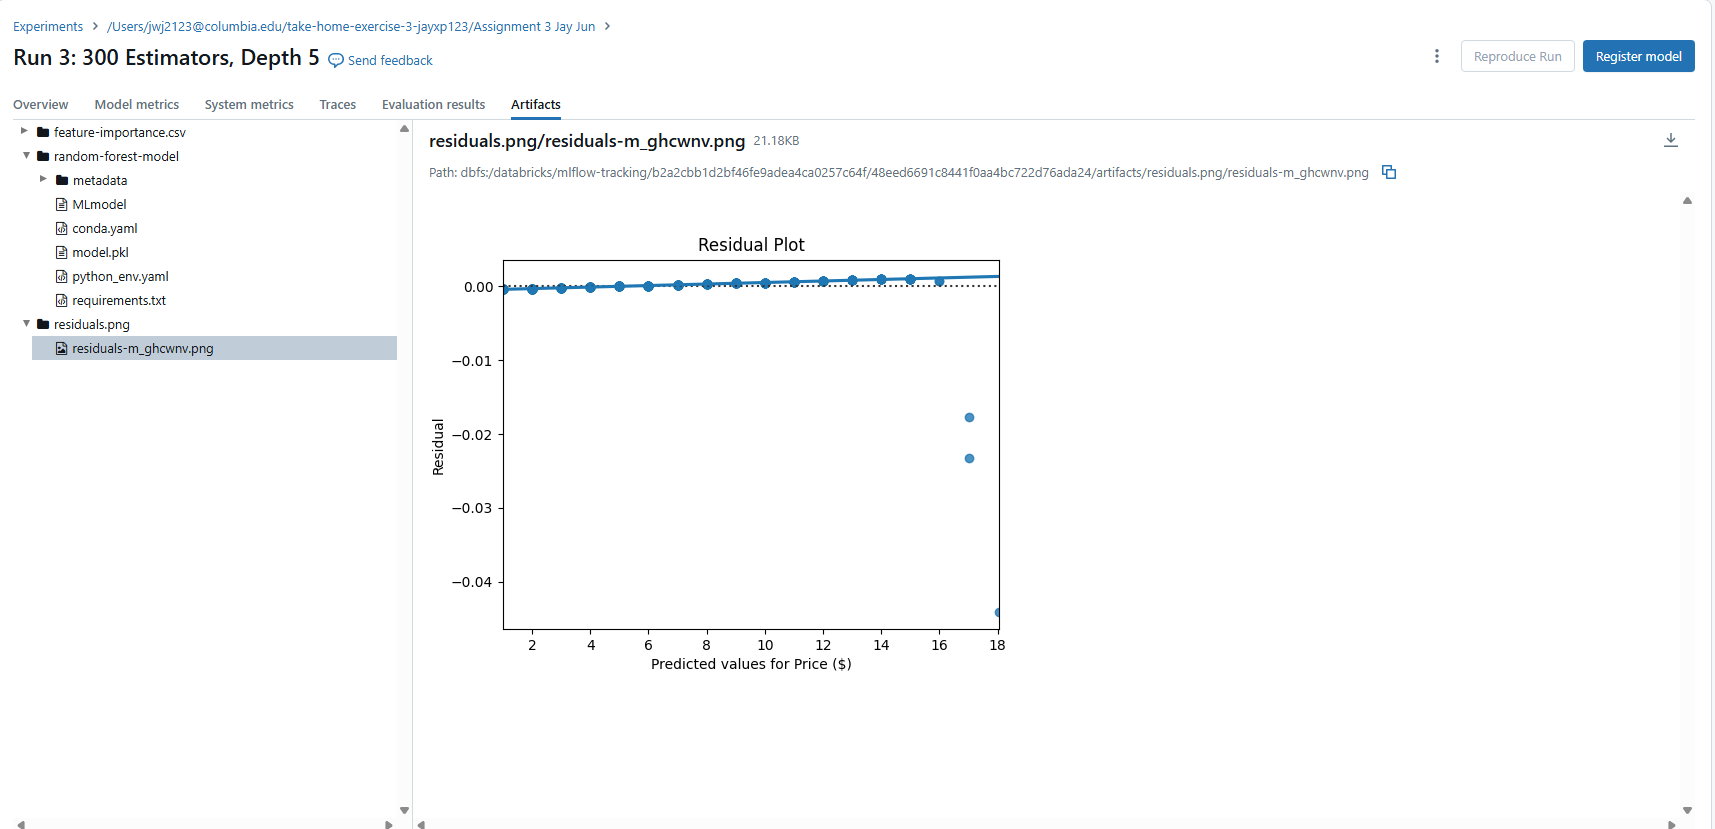 Experiments > /Users/jwj2123@columbia.edu/take-home-exercise-3-jayxp123/Assignment 3 Jay Jun >
Run 3: 300 Estimators, Depth 5 Send feedback
Reproduce Run
Register model
Overview Model metrics System metrics Traces Evaluation results Artifacts
feature-importance.csv
random-forest-model
metadata
MLmodel
conda.yaml
model.pkl
python_env.yaml
requirements.txt
residuals.png
residuals-m_ghcwnv.png
residuals.png/residuals-m_ghcwnv.png 21.18KB
Path: dbfs:/databricks/mlflow-tracking/b2a2cbb1d2bf46fe9adea4ca0257c64f/48eed6691c8441f0aa4bc722d76ada24/artifacts/residuals.png/residuals-m_ghcwnv.png
Residual Plot
0.00
−0.01
−0.02
−0.03
−0.04
Residual
2 4 6 8 10 12 14 16 18
Predicted values for Price ($)